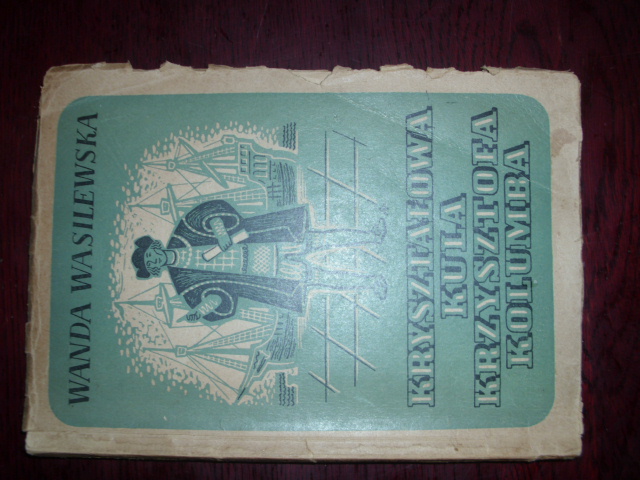 WANDA WASILEWSKA
KRYSZTAŁOWA
KULA
KRZYSZTOFA
KOLUMBA